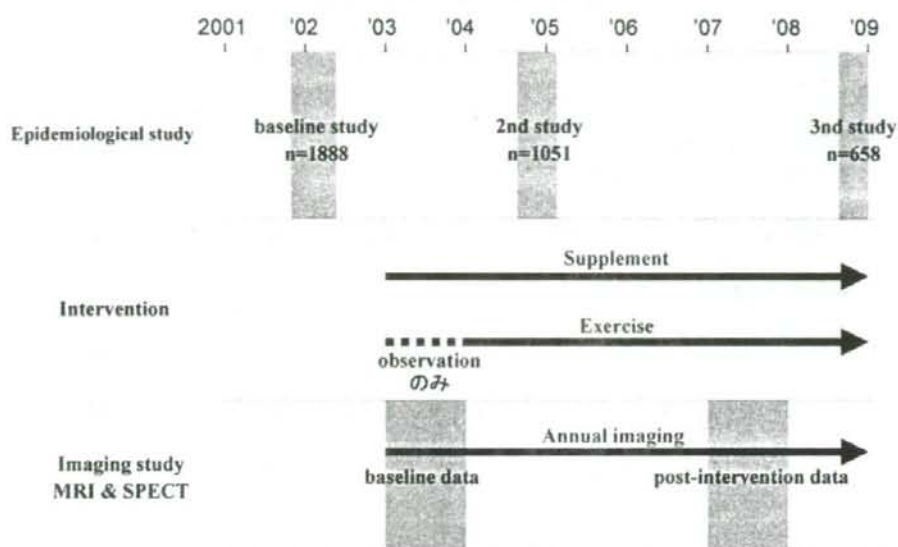 2001 '02 '03 '04 '05 '06 '07 '08 '09
Epidemiological study
baseline study
n=1888
2nd study
n=1051
3nd study
n=658
Intervention
Supplement
Exercise
observation
のみ
Imaging study
MRI & SPECT
Annual imaging
baseline data
post-intervention data